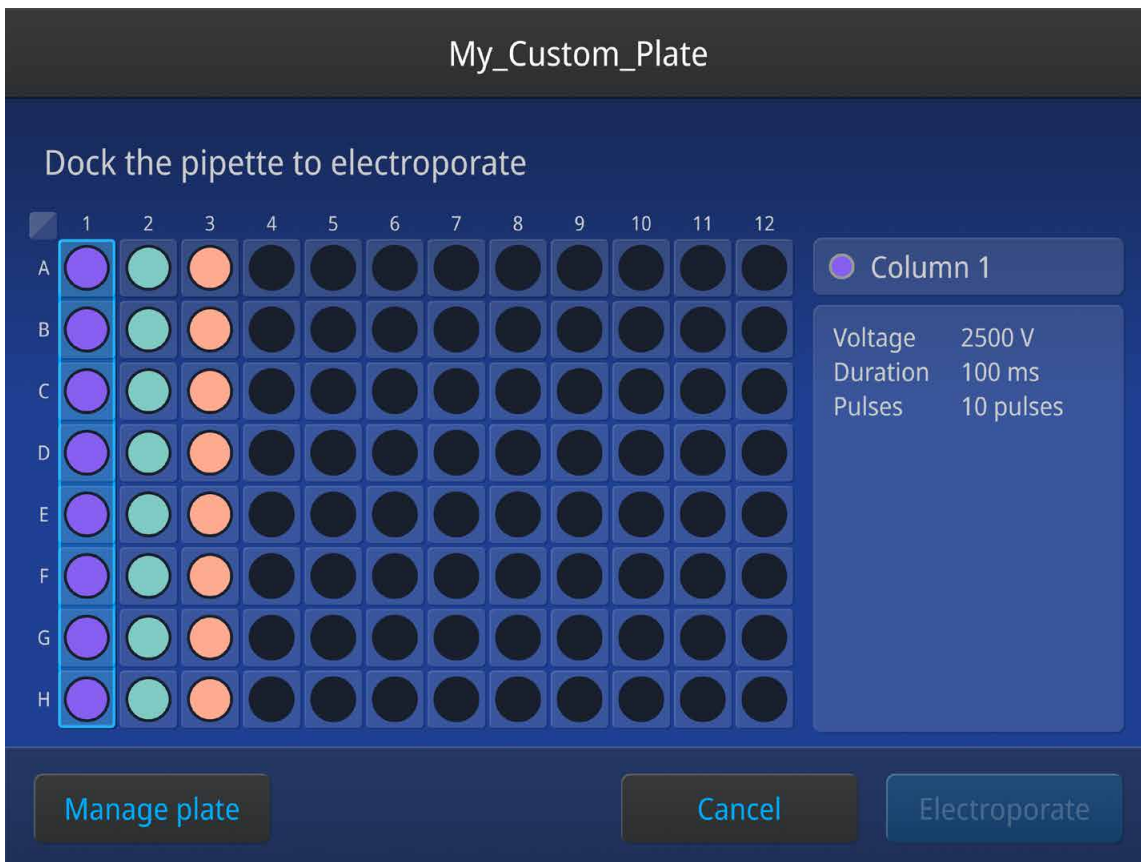 My_Custom_Plate
Dock the pipette to electroporate
1 2 3 4 5 6 7 8 9 10 11 12
A
B
C
D
E
F
G
H
Column 1
Voltage 2500 V
Duration 100 ms
Pulses 10 pulses
Manage plate
Cancel
Electroporate